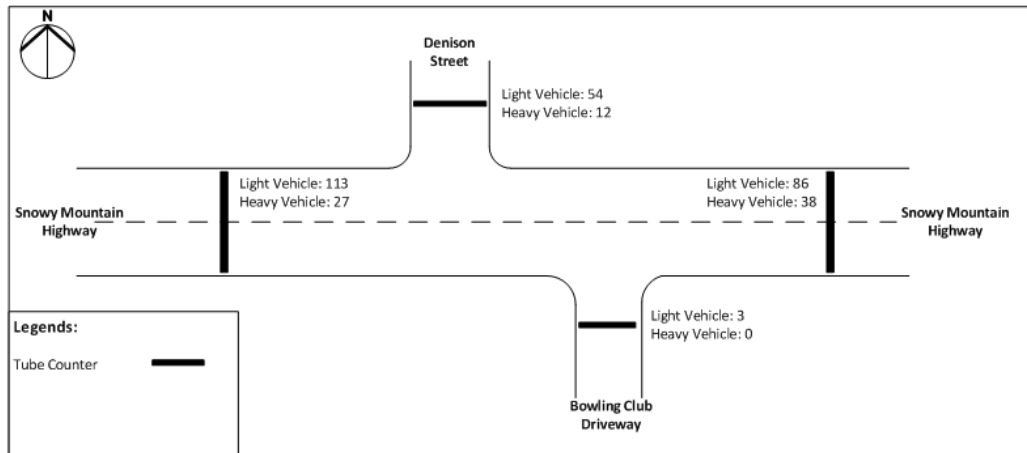 N
Denison
Street
Light Vehicle: 54
Heavy Vehicle: 12
Light Vehicle: 113
Heavy Vehicle: 27
Light Vehicle: 86
Heavy Vehicle: 38
Snowy Mountain
Highway
Snowy Mountain
Highway
Light Vehicle: 3
Heavy Vehicle: 0
Legends:
Tube Counter
Bowling Club
Driveway